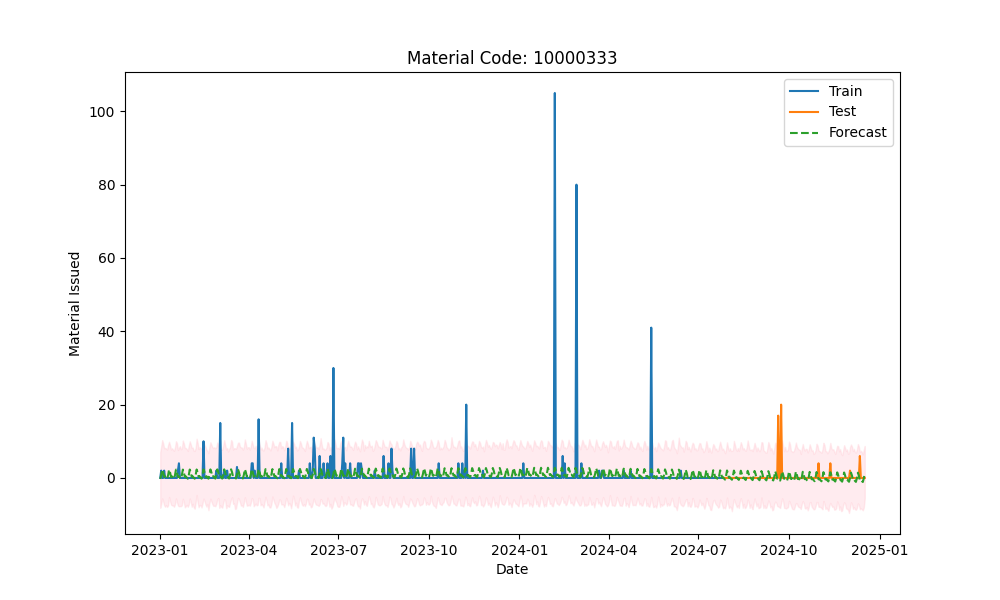 Material Code: 10000333
Train
Test
Forecast
Material Issued
100
80
60
40
20
0
2023-01 2023-04 2023-07 2023-10 2024-01 2024-04 2024-07 2024-10 2025-01
Date